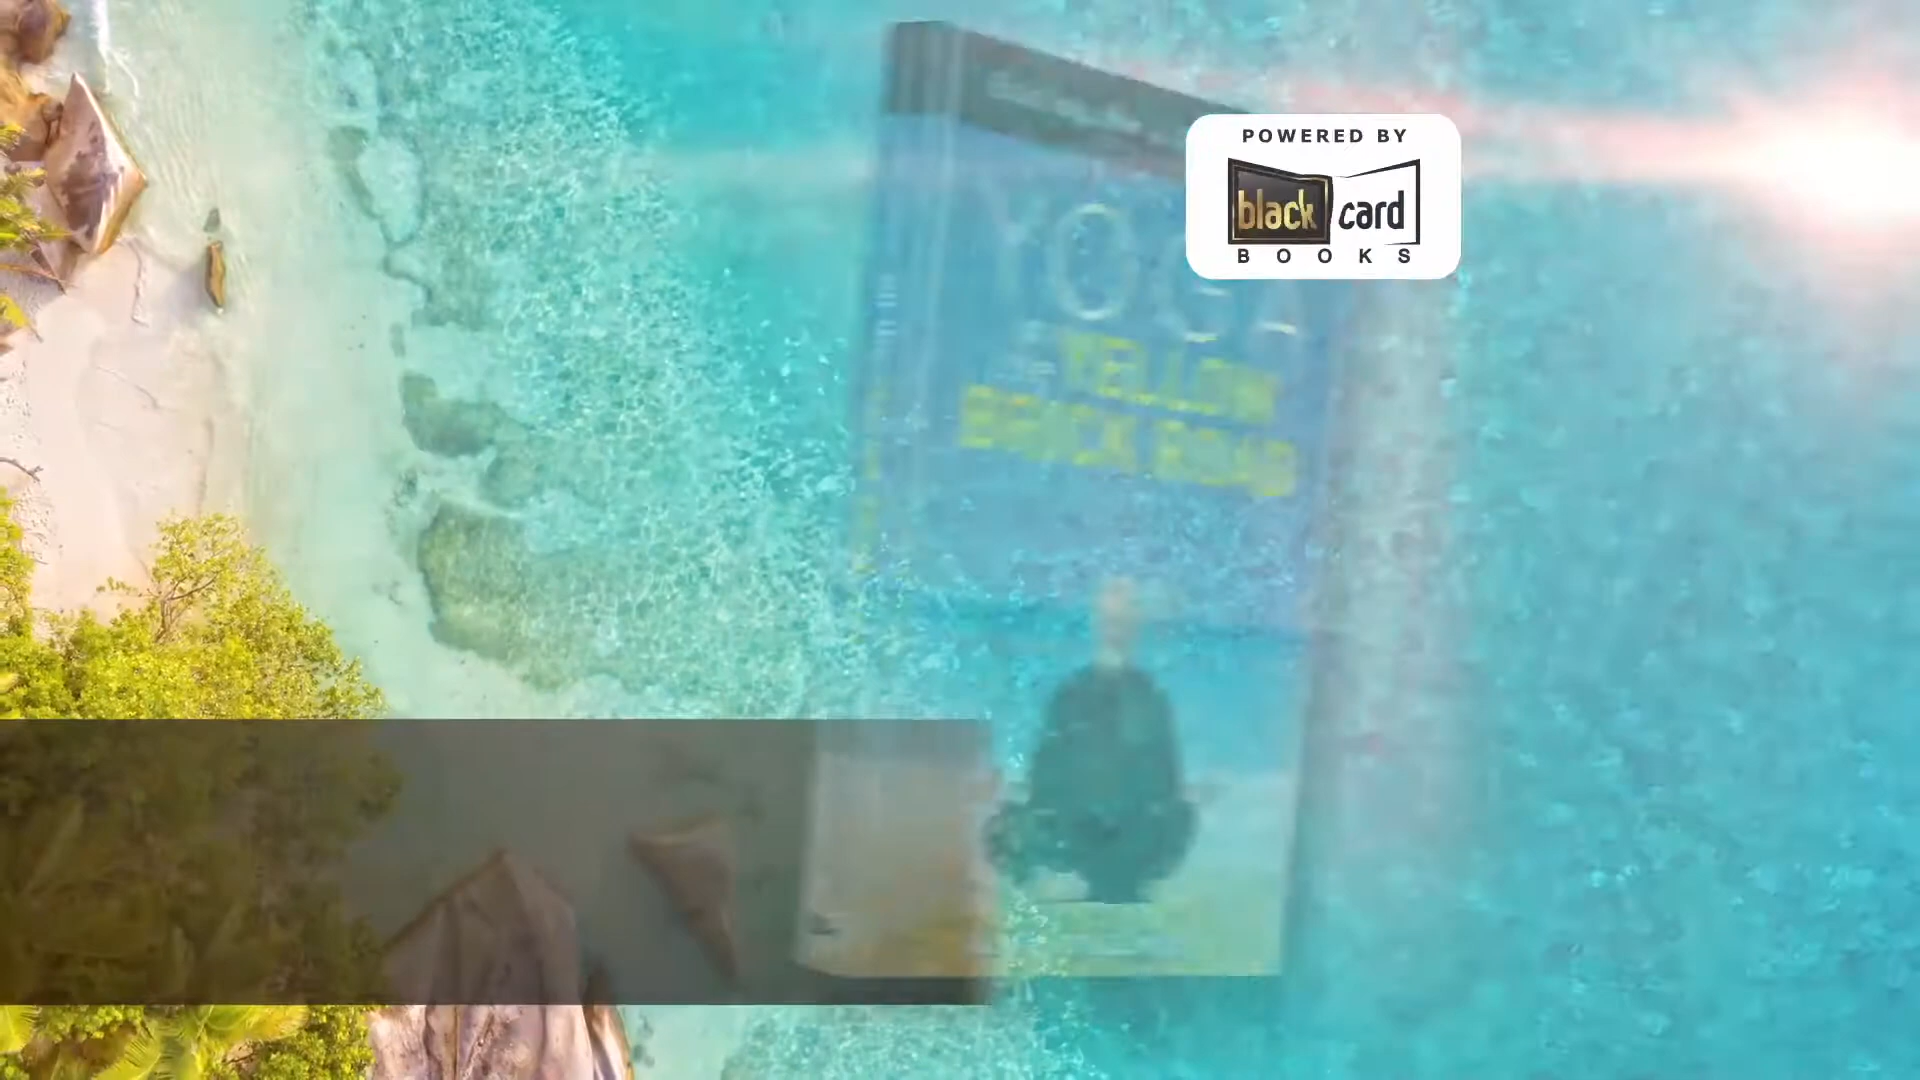 POWERED BY
black card
BOOKS
YOGA
YELLOW
BRICK ROAD